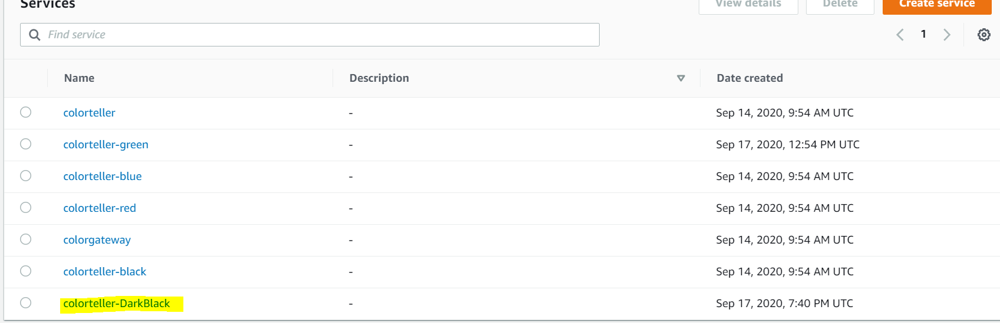 Services View details Delete Create service
Find service 1
Name Description Date created
colorteller - Sep 14, 2020, 9:54 AM UTC
colorteller-green - Sep 17, 2020, 12:54 PM UTC
colorteller-blue - Sep 14, 2020, 9:54 AM UTC
colorteller-red - Sep 14, 2020, 9:54 AM UTC
colorgateway - Sep 14, 2020, 9:54 AM UTC
colorteller-black - Sep 14, 2020, 9:54 AM UTC
colorteller-DarkBlack - Sep 17, 2020, 7:40 PM UTC